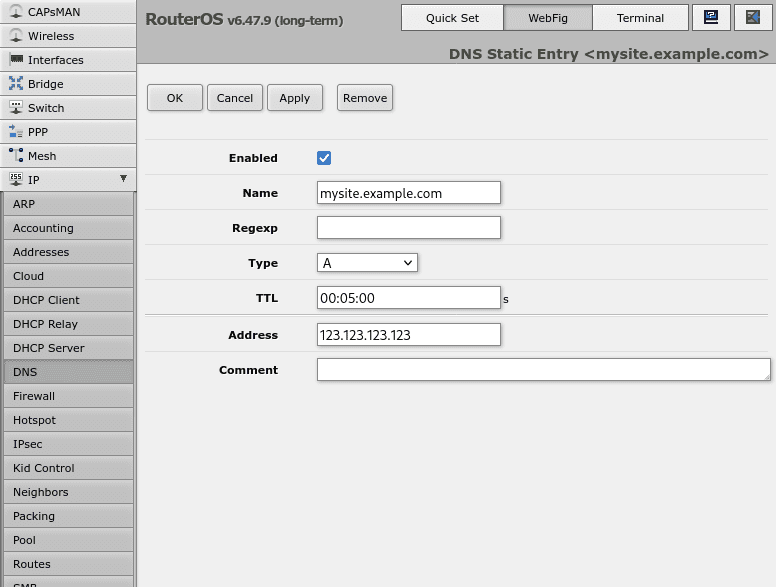 CAPsMAN
Wireless
Interfaces
Bridge
Switch
PPP
Mesh
IP
ARP
Accounting
Addresses
Cloud
DHCP Client
DHCP Relay
DHCP Server
DNS
Firewall
Hotspot
IPsec
Kid Control
Neighbors
Packing
Pool
Routes
SMB
RouterOS v6.47.9 (long-term)
Quick Set
WebFig
Terminal
DNS Static Entry <mysite.example.com>
OK
Cancel
Apply
Remove
Enabled
Name mysite.example.com
Regexp
Type A
TTL 00:05:00 s
Address 123.123.123.123
Comment